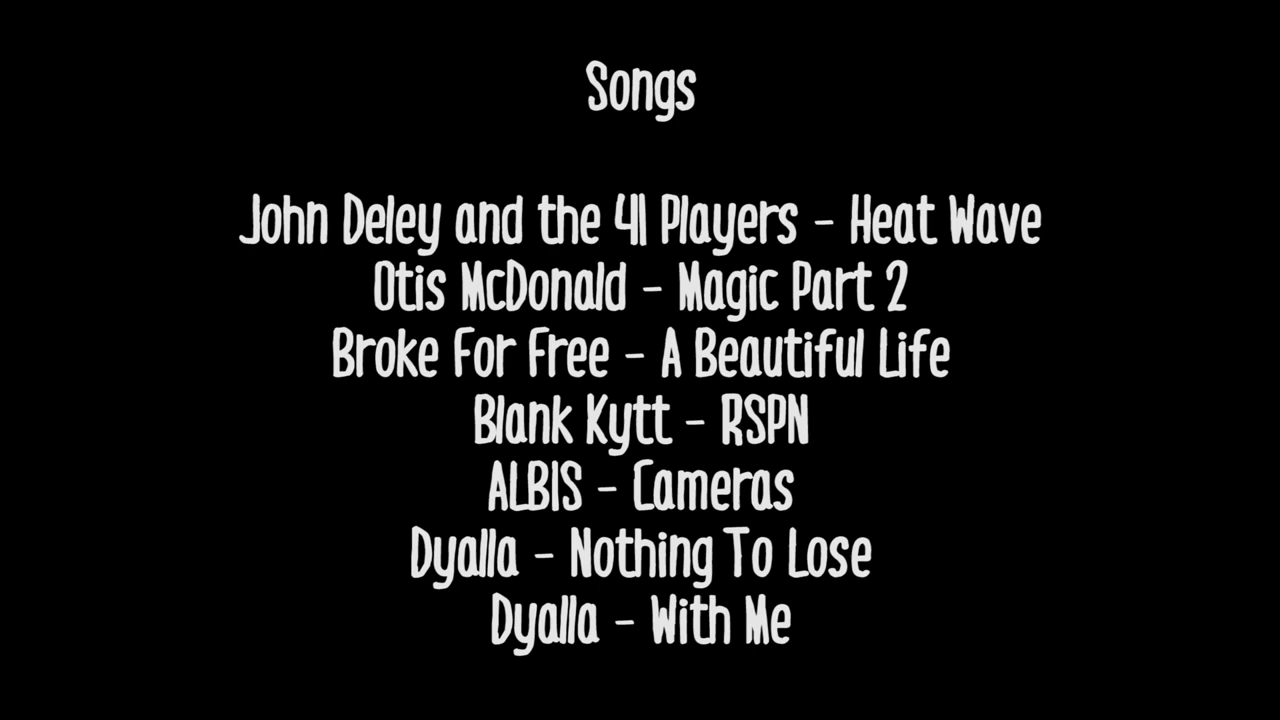 Songs
John Deley and the 41 Players - Heat Wave
Otis McDonald - Magic Part 2
Broke For Free - A Beautiful Life
Blank Kytt - RSPN
ALBIS - Cameras
Dyalla - Nothing To Lose
Dyalla - With Me